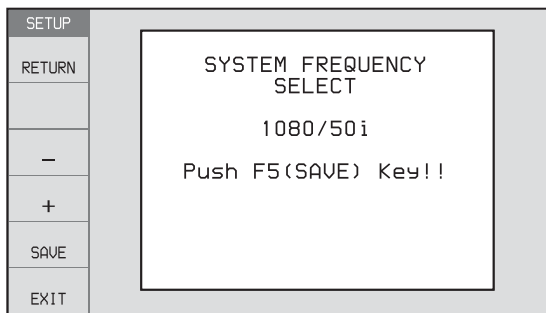 SETUP
RETURN
–
+
SAVE
EXIT
SYSTEM FREQUENCY
SELECT
1080/50i
Push F5(SAVE) Key!!